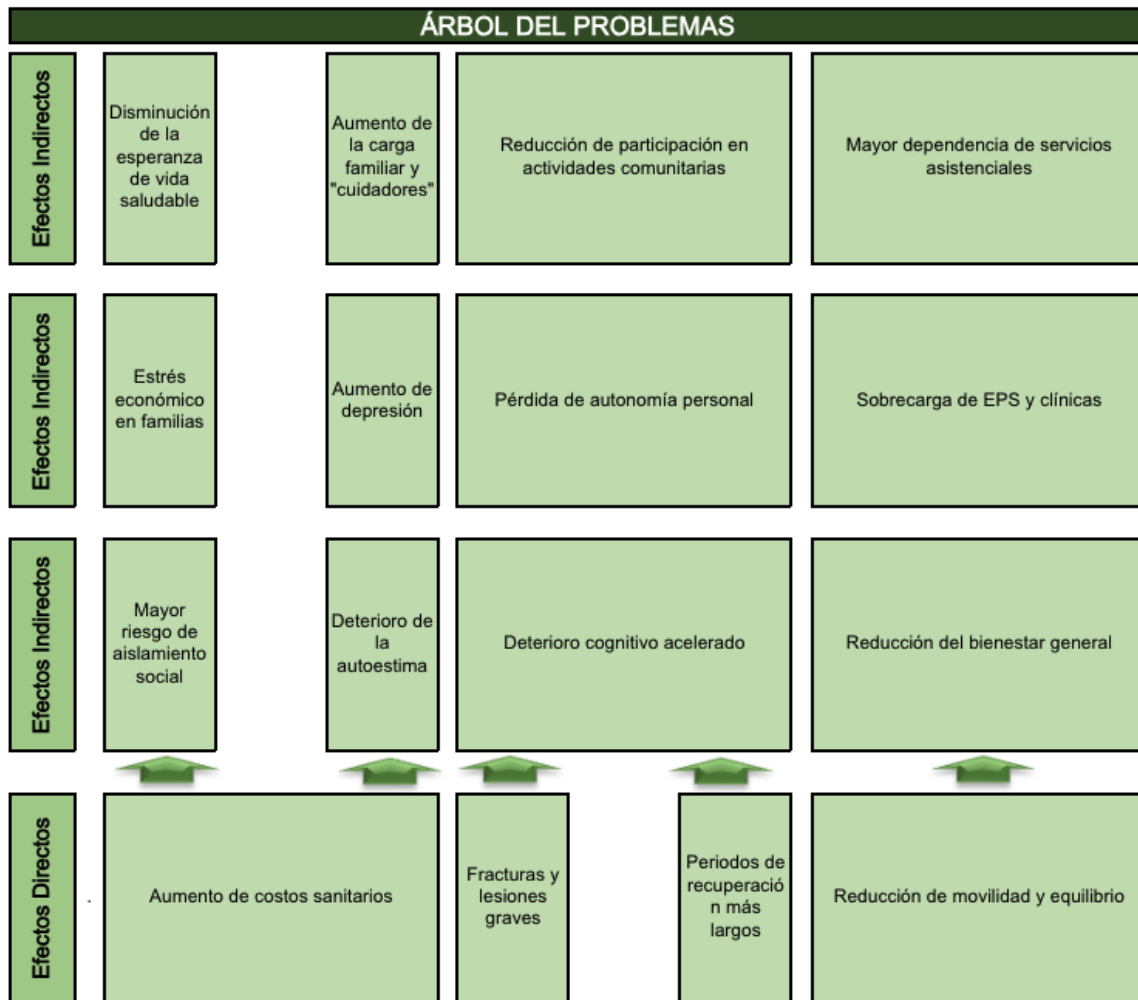 ÁRBOL DEL PROBLEMAS
Efectos Indirectos
Disminución
de la
esperanza
de vida
saludable
Aumento de
la carga
familiar y
"cuidadores"
Reducción de participación en
actividades comunitarias
Mayor dependencia de servicios
asistenciales
Efectos Indirectos
Estrés
económico
en familias
Aumento de
depresión
Pérdida de autonomía personal
Sobrecarga de EPS y clínicas
Efectos Indirectos
Mayor
riesgo de
aislamiento
social
Deterioro de
la
autoestima
Deterioro cognitivo acelerado
Reducción del bienestar general
Efectos Directos
.
Aumento de costos sanitarios
Fracturas y
lesiones
graves
Periodos de
recuperació
n más
largos
Reducción de movilidad y equilibrio